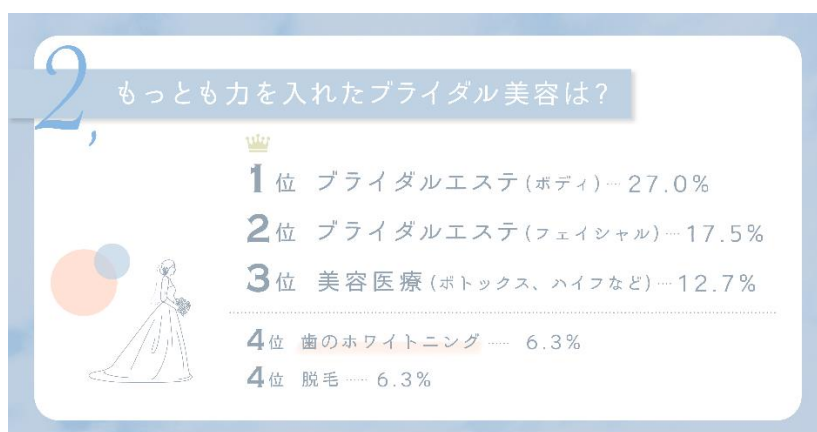 2,
もっとも力を入れたブライダル美容は？
1位 ブライダルエステ(ボディ)…27.0%
2位 ブライダルエステ(フェイシャル)…17.5%
3位 美容医療(ボトックス、ハイフなど)…12.7%
4位 歯のホワイトニング…… 6.3%
4位 脱毛…… 6.3%